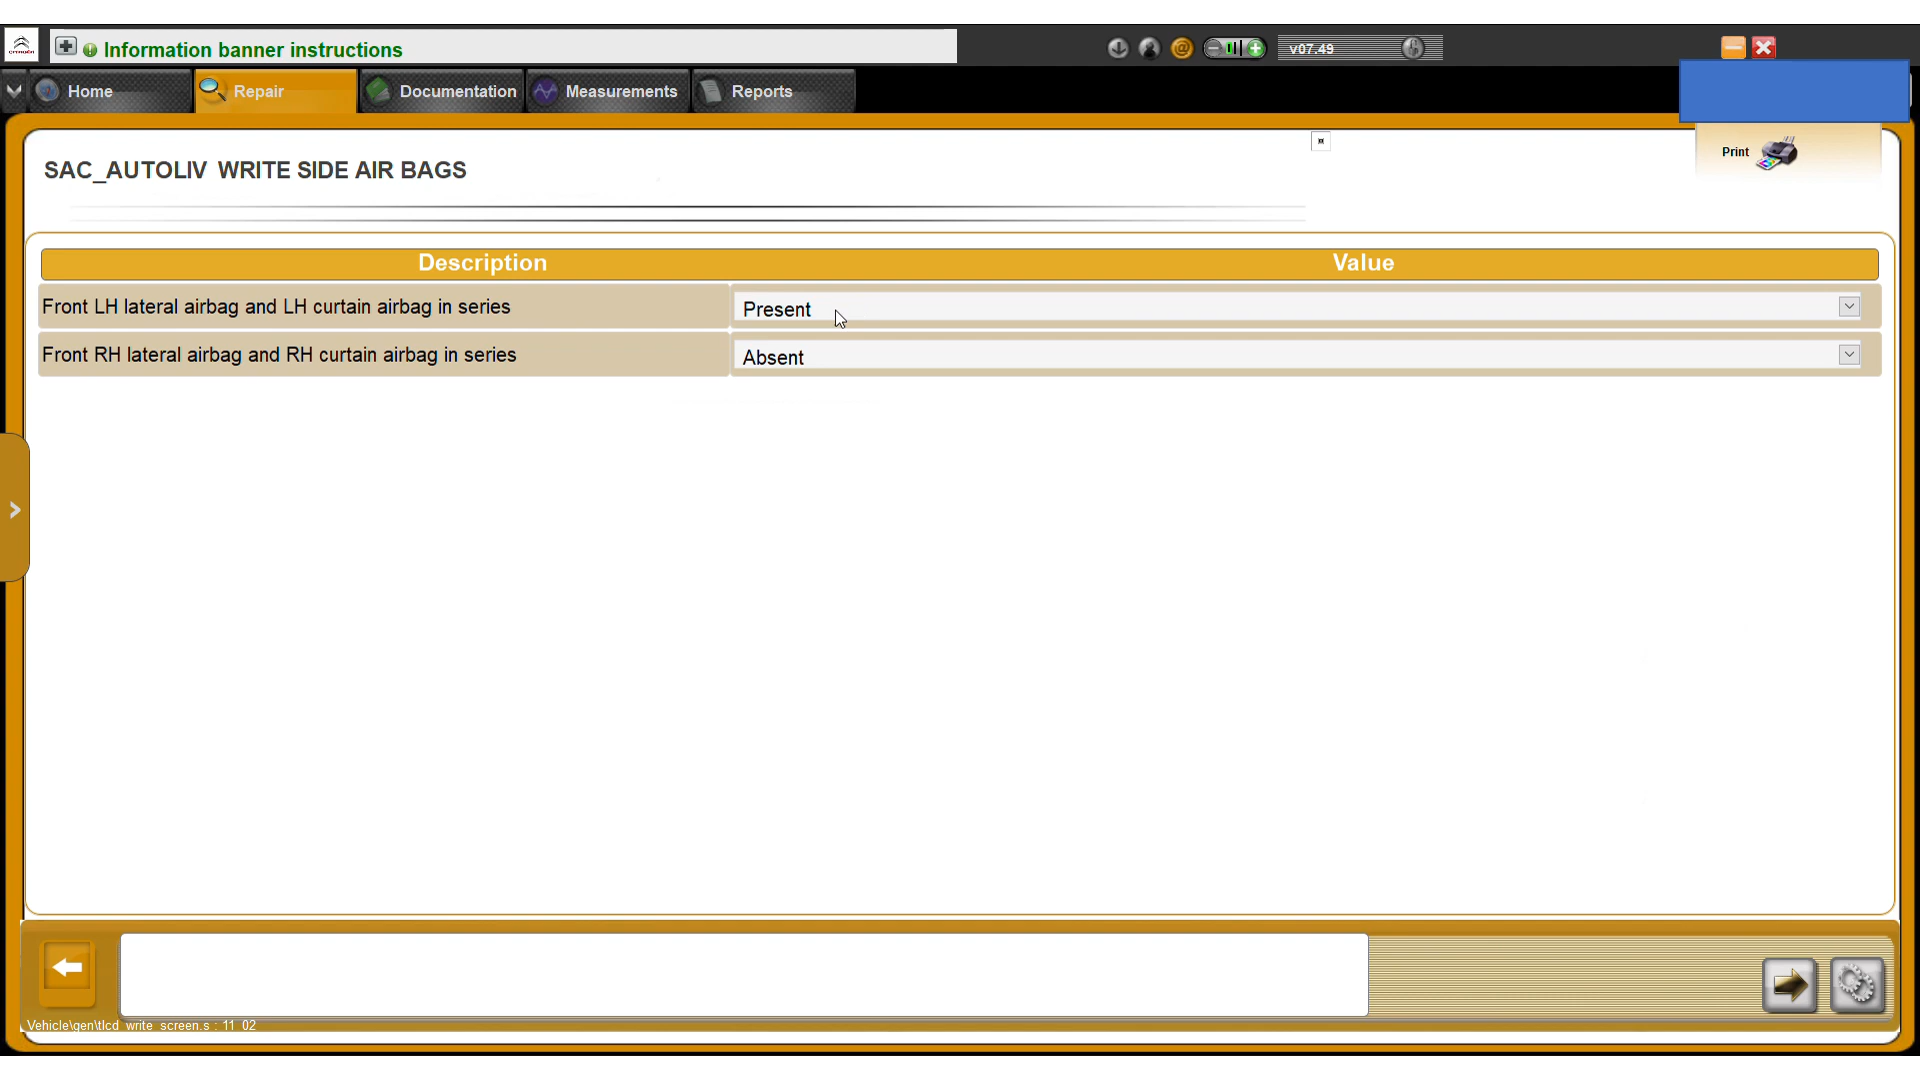 Information banner instructions
v07.49
Home
Repair
Documentation
Measurements
Reports
Print
SAC_AUTOLIV WRITE SIDE AIR BAGS
Description Value
Front LH lateral airbag and LH curtain airbag in series Present
Front RH lateral airbag and RH curtain airbag in series Absent
Vehicle\gen\tlcd_write_screen.s : 11_02